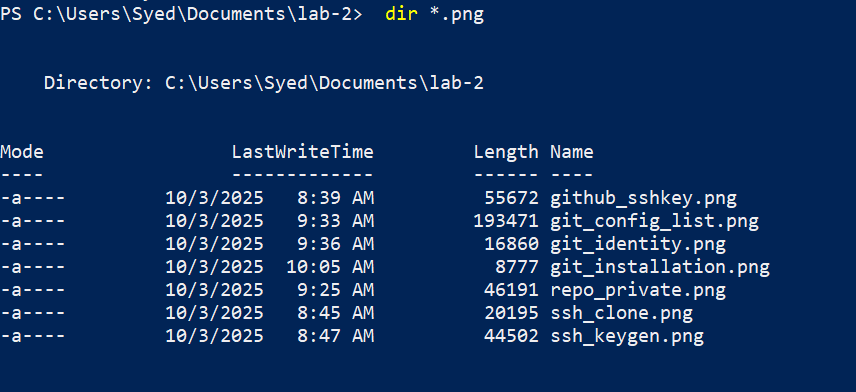 PS C:\Users\Syed\Documents\lab-2>  dir *.png
Directory: C:\Users\Syed\Documents\lab-2
Mode                 LastWriteTime         Length Name
----                 -------------         ------ ----
-a----         10/3/2025   8:39 AM          55672 github_sshkey.png
-a----         10/3/2025   9:33 AM         193471 git_config_list.png
-a----         10/3/2025   9:36 AM          16860 git_identity.png
-a----         10/3/2025  10:05 AM           8777 git_installation.png
-a----         10/3/2025   9:25 AM          46191 repo_private.png
-a----         10/3/2025   8:45 AM          20195 ssh_clone.png
-a----         10/3/2025   8:47 AM          44502 ssh_keygen.png